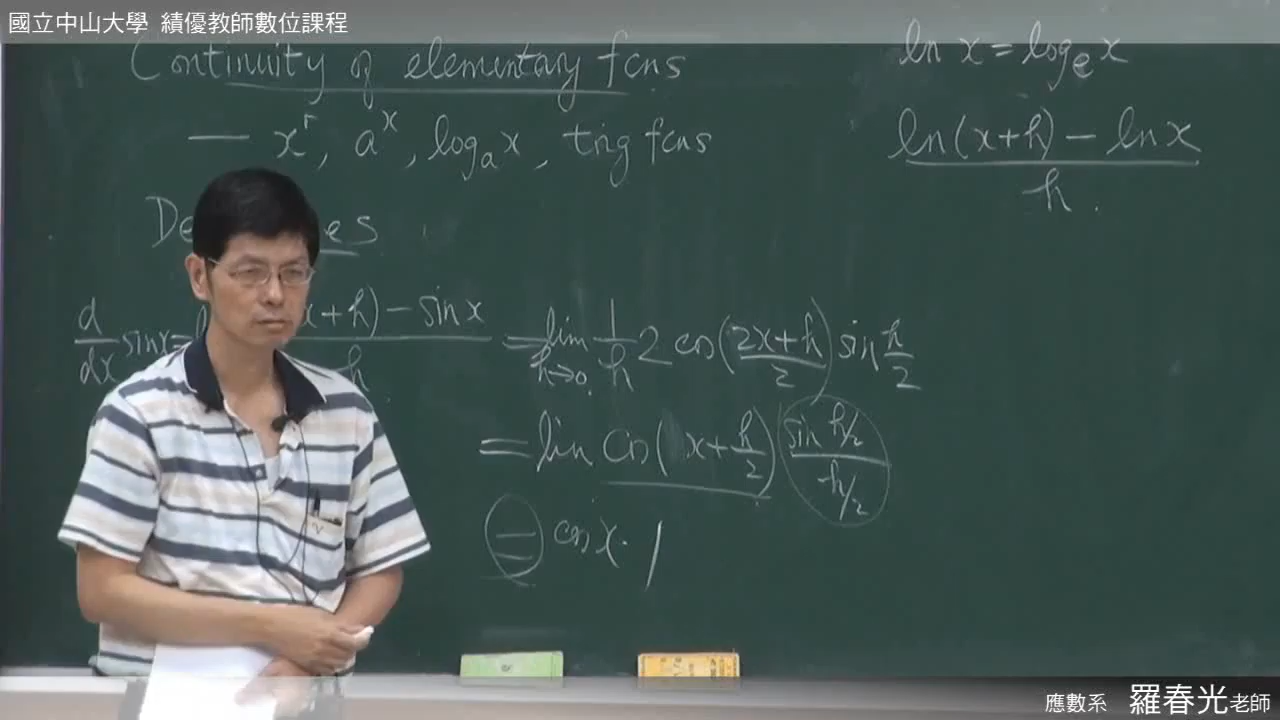 國立中山大學 績優教師數位課程
Continuity of elementary fcns
— x^r, a^x, log_a x, trig fcns
ln x = log_e x
ln(x+h) − ln x
h.
d/dx sin x = x+h) − sin x / h = lim h→0 1/h 2 cos(2x+h / 2) sin h/2
= lim cos(x+h/2) sin h/2 / h/2
= cos x · 1
應數系 羅春光老師